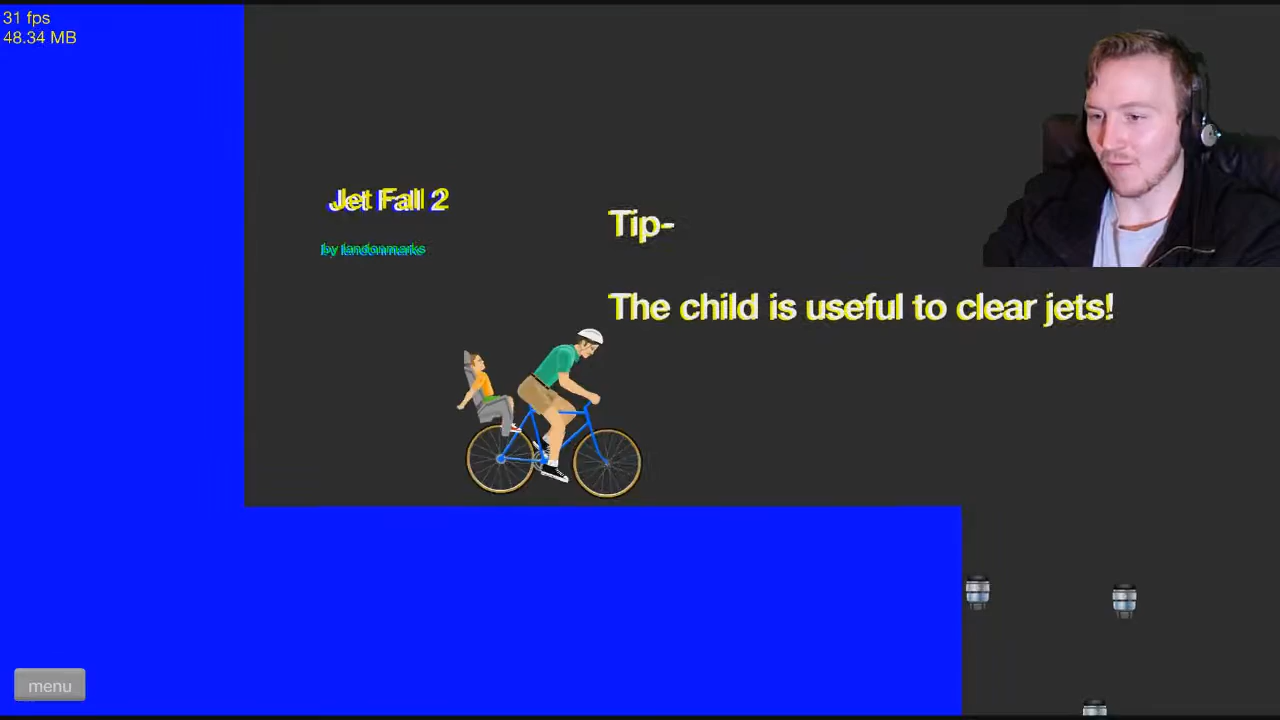 31 fps
48.34 MB
Jet Fall 2
by landonmarks
Tip-
The child is useful to clear jets!
menu